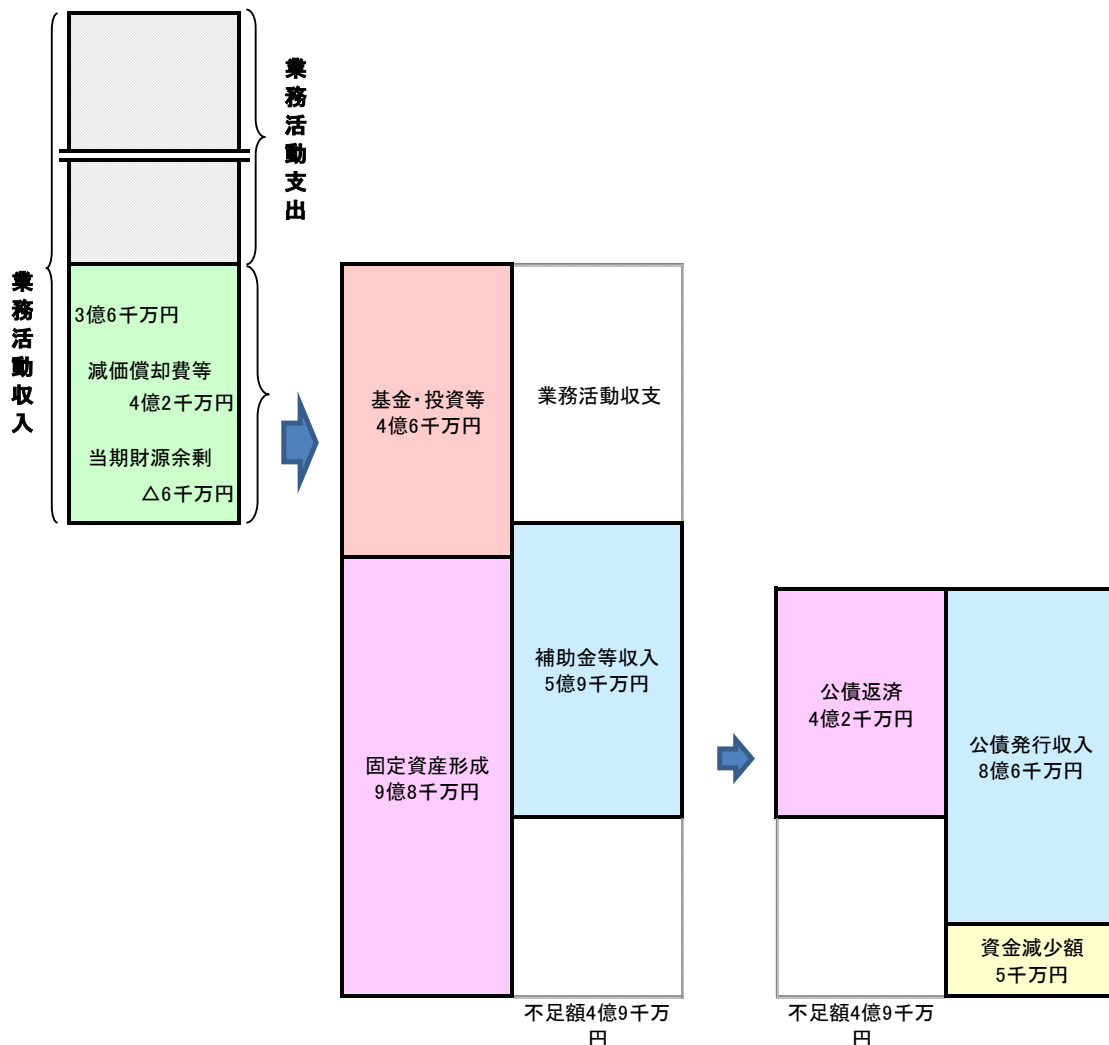 業務活動収入
業務活動支出
3億6千万円
減価償却費等
4億2千万円
当期財源余剰
△6千万円
基金・投資等
4億6千万円
業務活動収支
固定資産形成
9億8千万円
補助金等収入
5億9千万円
不足額4億9千万
円
公債返済
4億2千万円
公債発行収入
8億6千万円
資金減少額
5千万円
不足額4億9千万
円